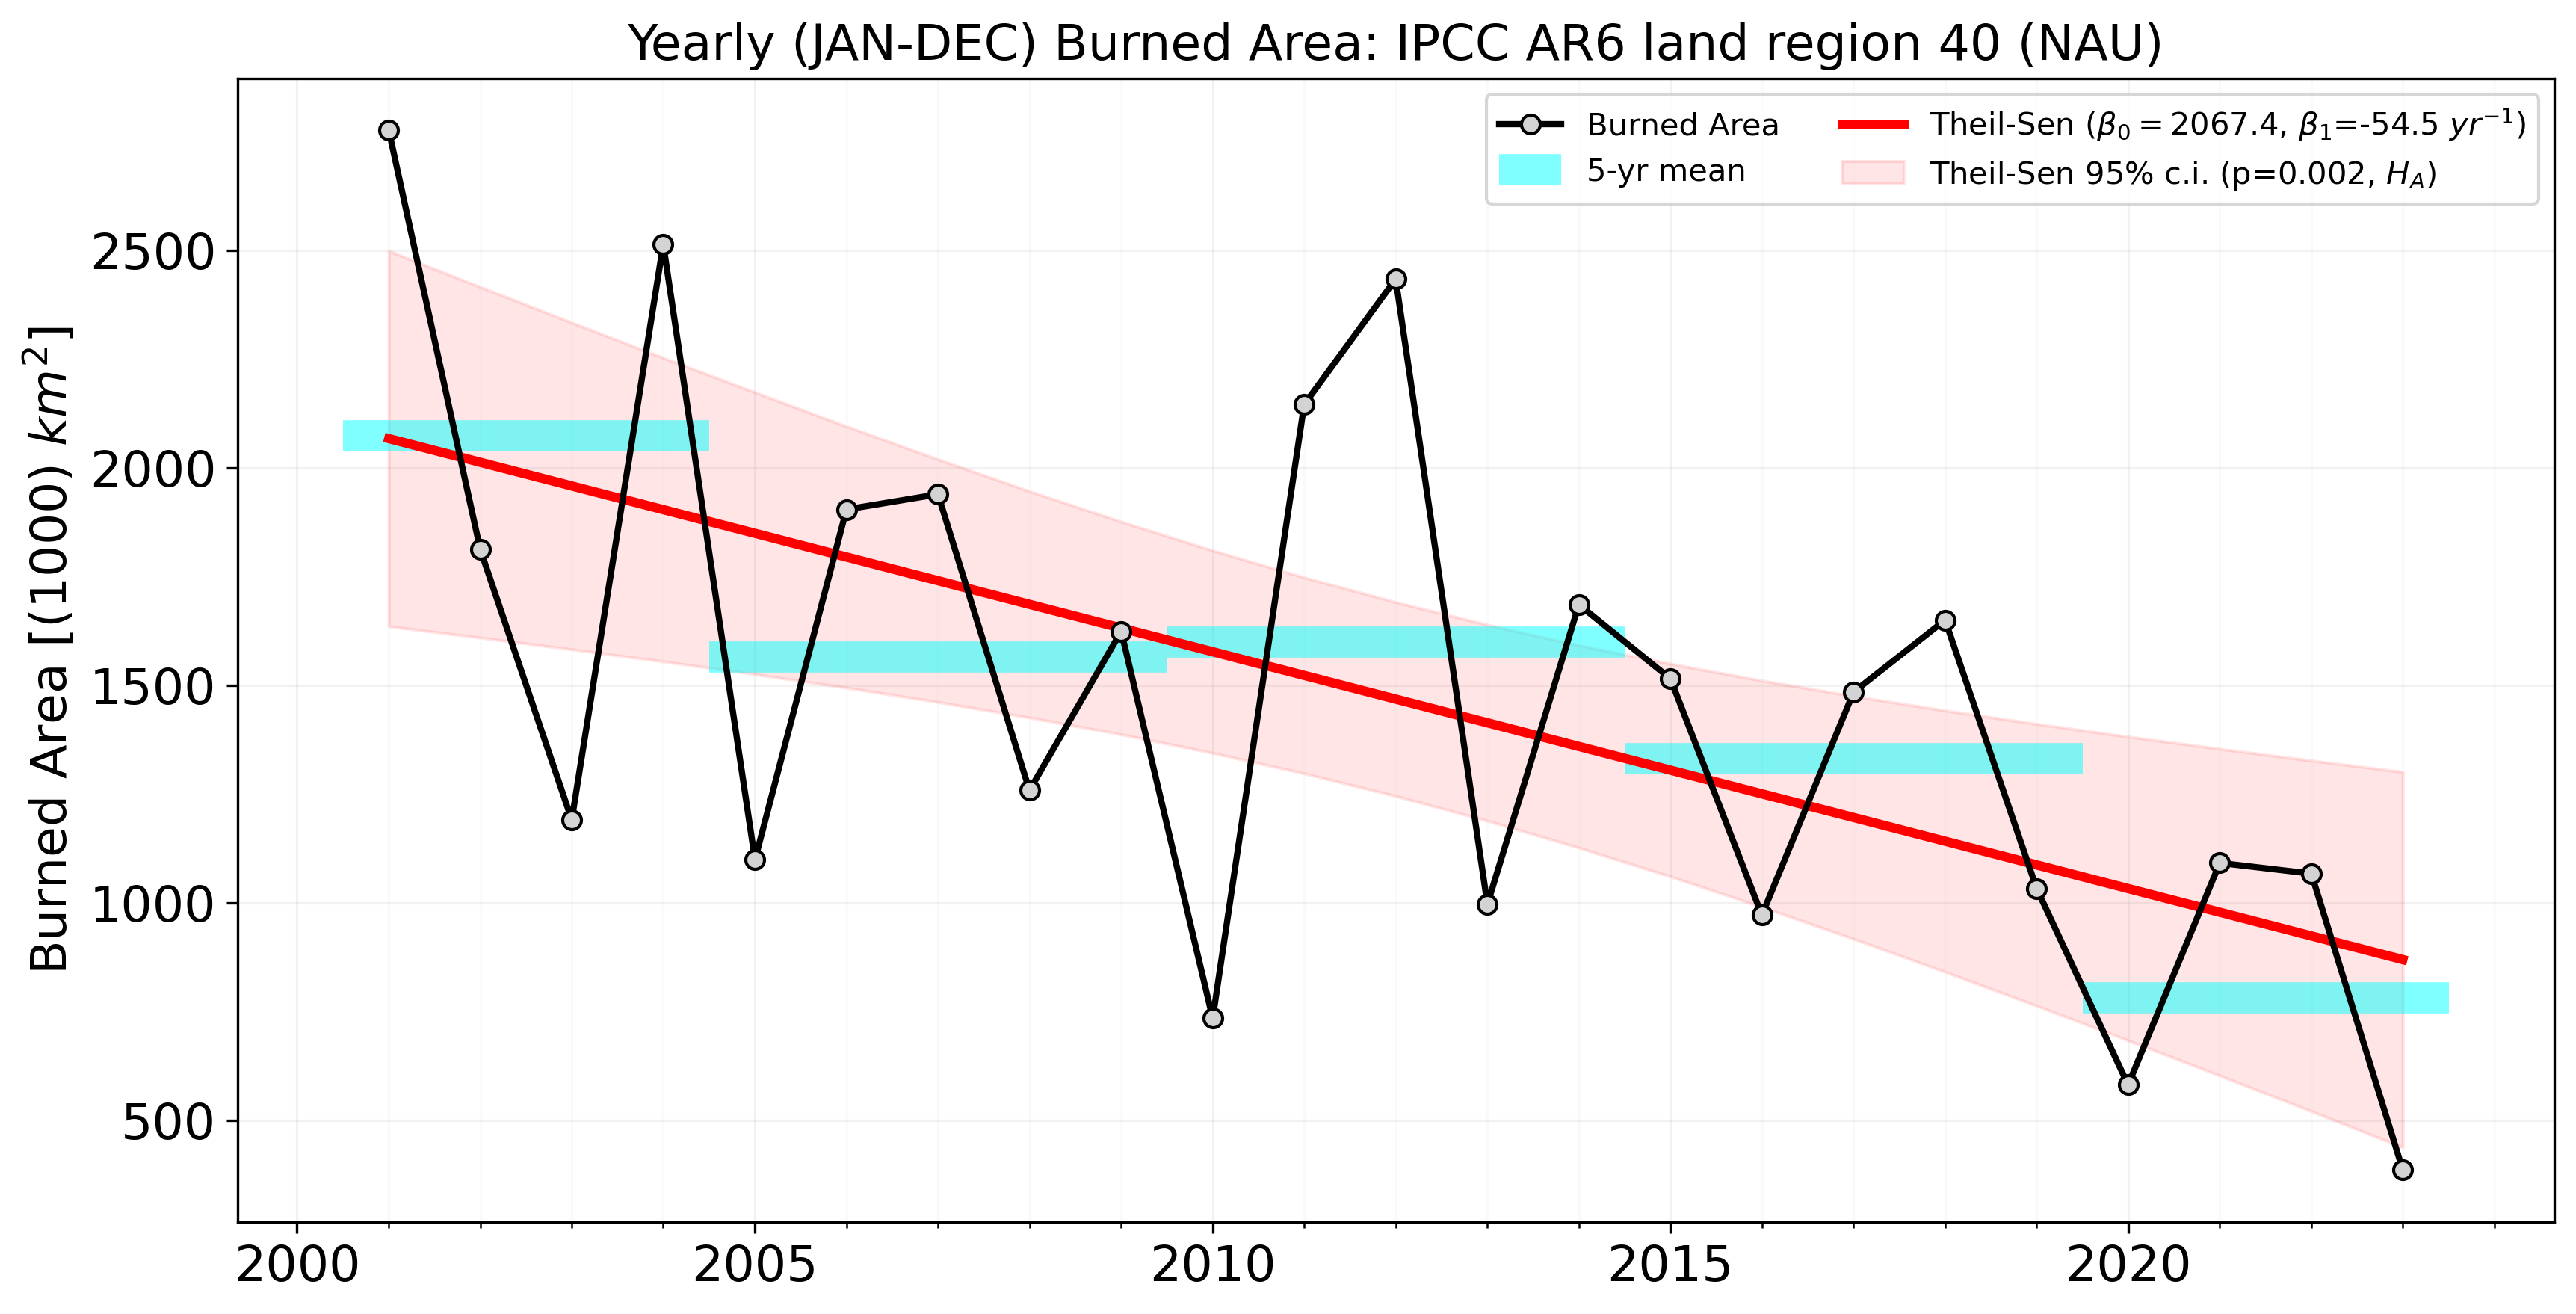 Yearly (JAN-DEC) Burned Area: IPCC AR6 land region 40 (NAU)
Burned Area
5-yr mean
Theil-Sen (β₀ = 2067.4, β₁=-54.5 yr⁻¹)
Theil-Sen 95% c.i. (p=0.002, H_A)
Burned Area [(1000) km²]
2500
2000
1500
1000
500
2000 2005 2010 2015 2020